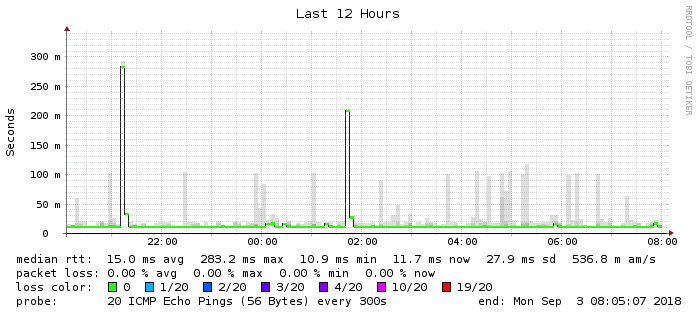 Last 12 Hours
RRDTOOL / TOBI OETIKER
Seconds
300 m
250 m
200 m
150 m
100 m
50 m
0
22:00 00:00 02:00 04:00 06:00 08:00
median rtt: 15.0 ms avg 283.2 ms max 10.9 ms min 11.7 ms now 27.9 ms sd 536.8 m am/s
packet loss: 0.00 % avg 0.00 % max 0.00 % min 0.00 % now
loss color: 0 1/20 2/20 3/20 4/20 10/20 19/20
probe: 20 ICMP Echo Pings (56 Bytes) every 300s end: Mon Sep 3 08:05:07 2018